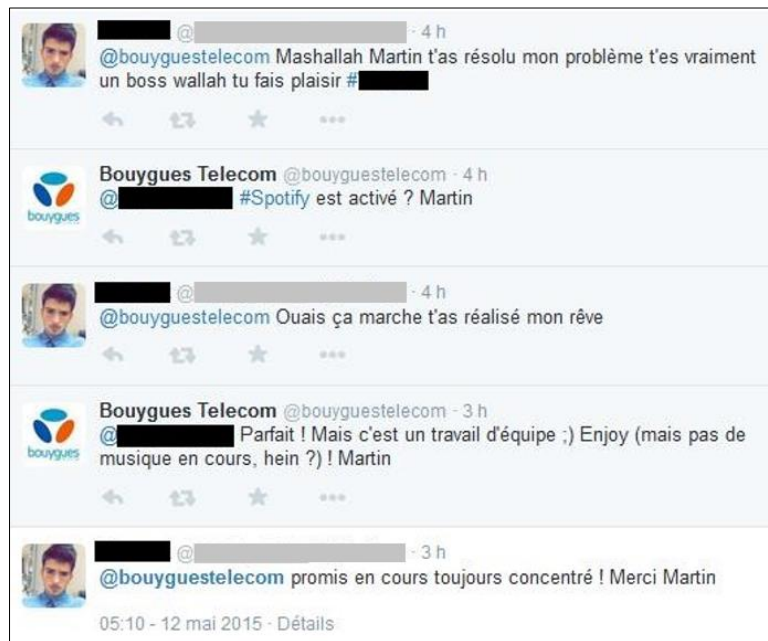 @ · 4 h
@bouyguestelecom Mashallah Martin t'as résolu mon problème t'es vraiment
un boss wallah tu fais plaisir #
Bouygues Telecom @bouyguestelecom · 4 h
bouygues
@ #Spotify est activé ? Martin
@ · 4 h
@bouyguestelecom Ouais ça marche t'as réalisé mon rêve
Bouygues Telecom @bouyguestelecom · 3 h
bouygues
@ Parfait ! Mais c'est un travail d'équipe ;) Enjoy (mais pas de
musique en cours, hein ?) ! Martin
@ · 3 h
@bouyguestelecom promis en cours toujours concentré ! Merci Martin
05:10 - 12 mai 2015 · Détails